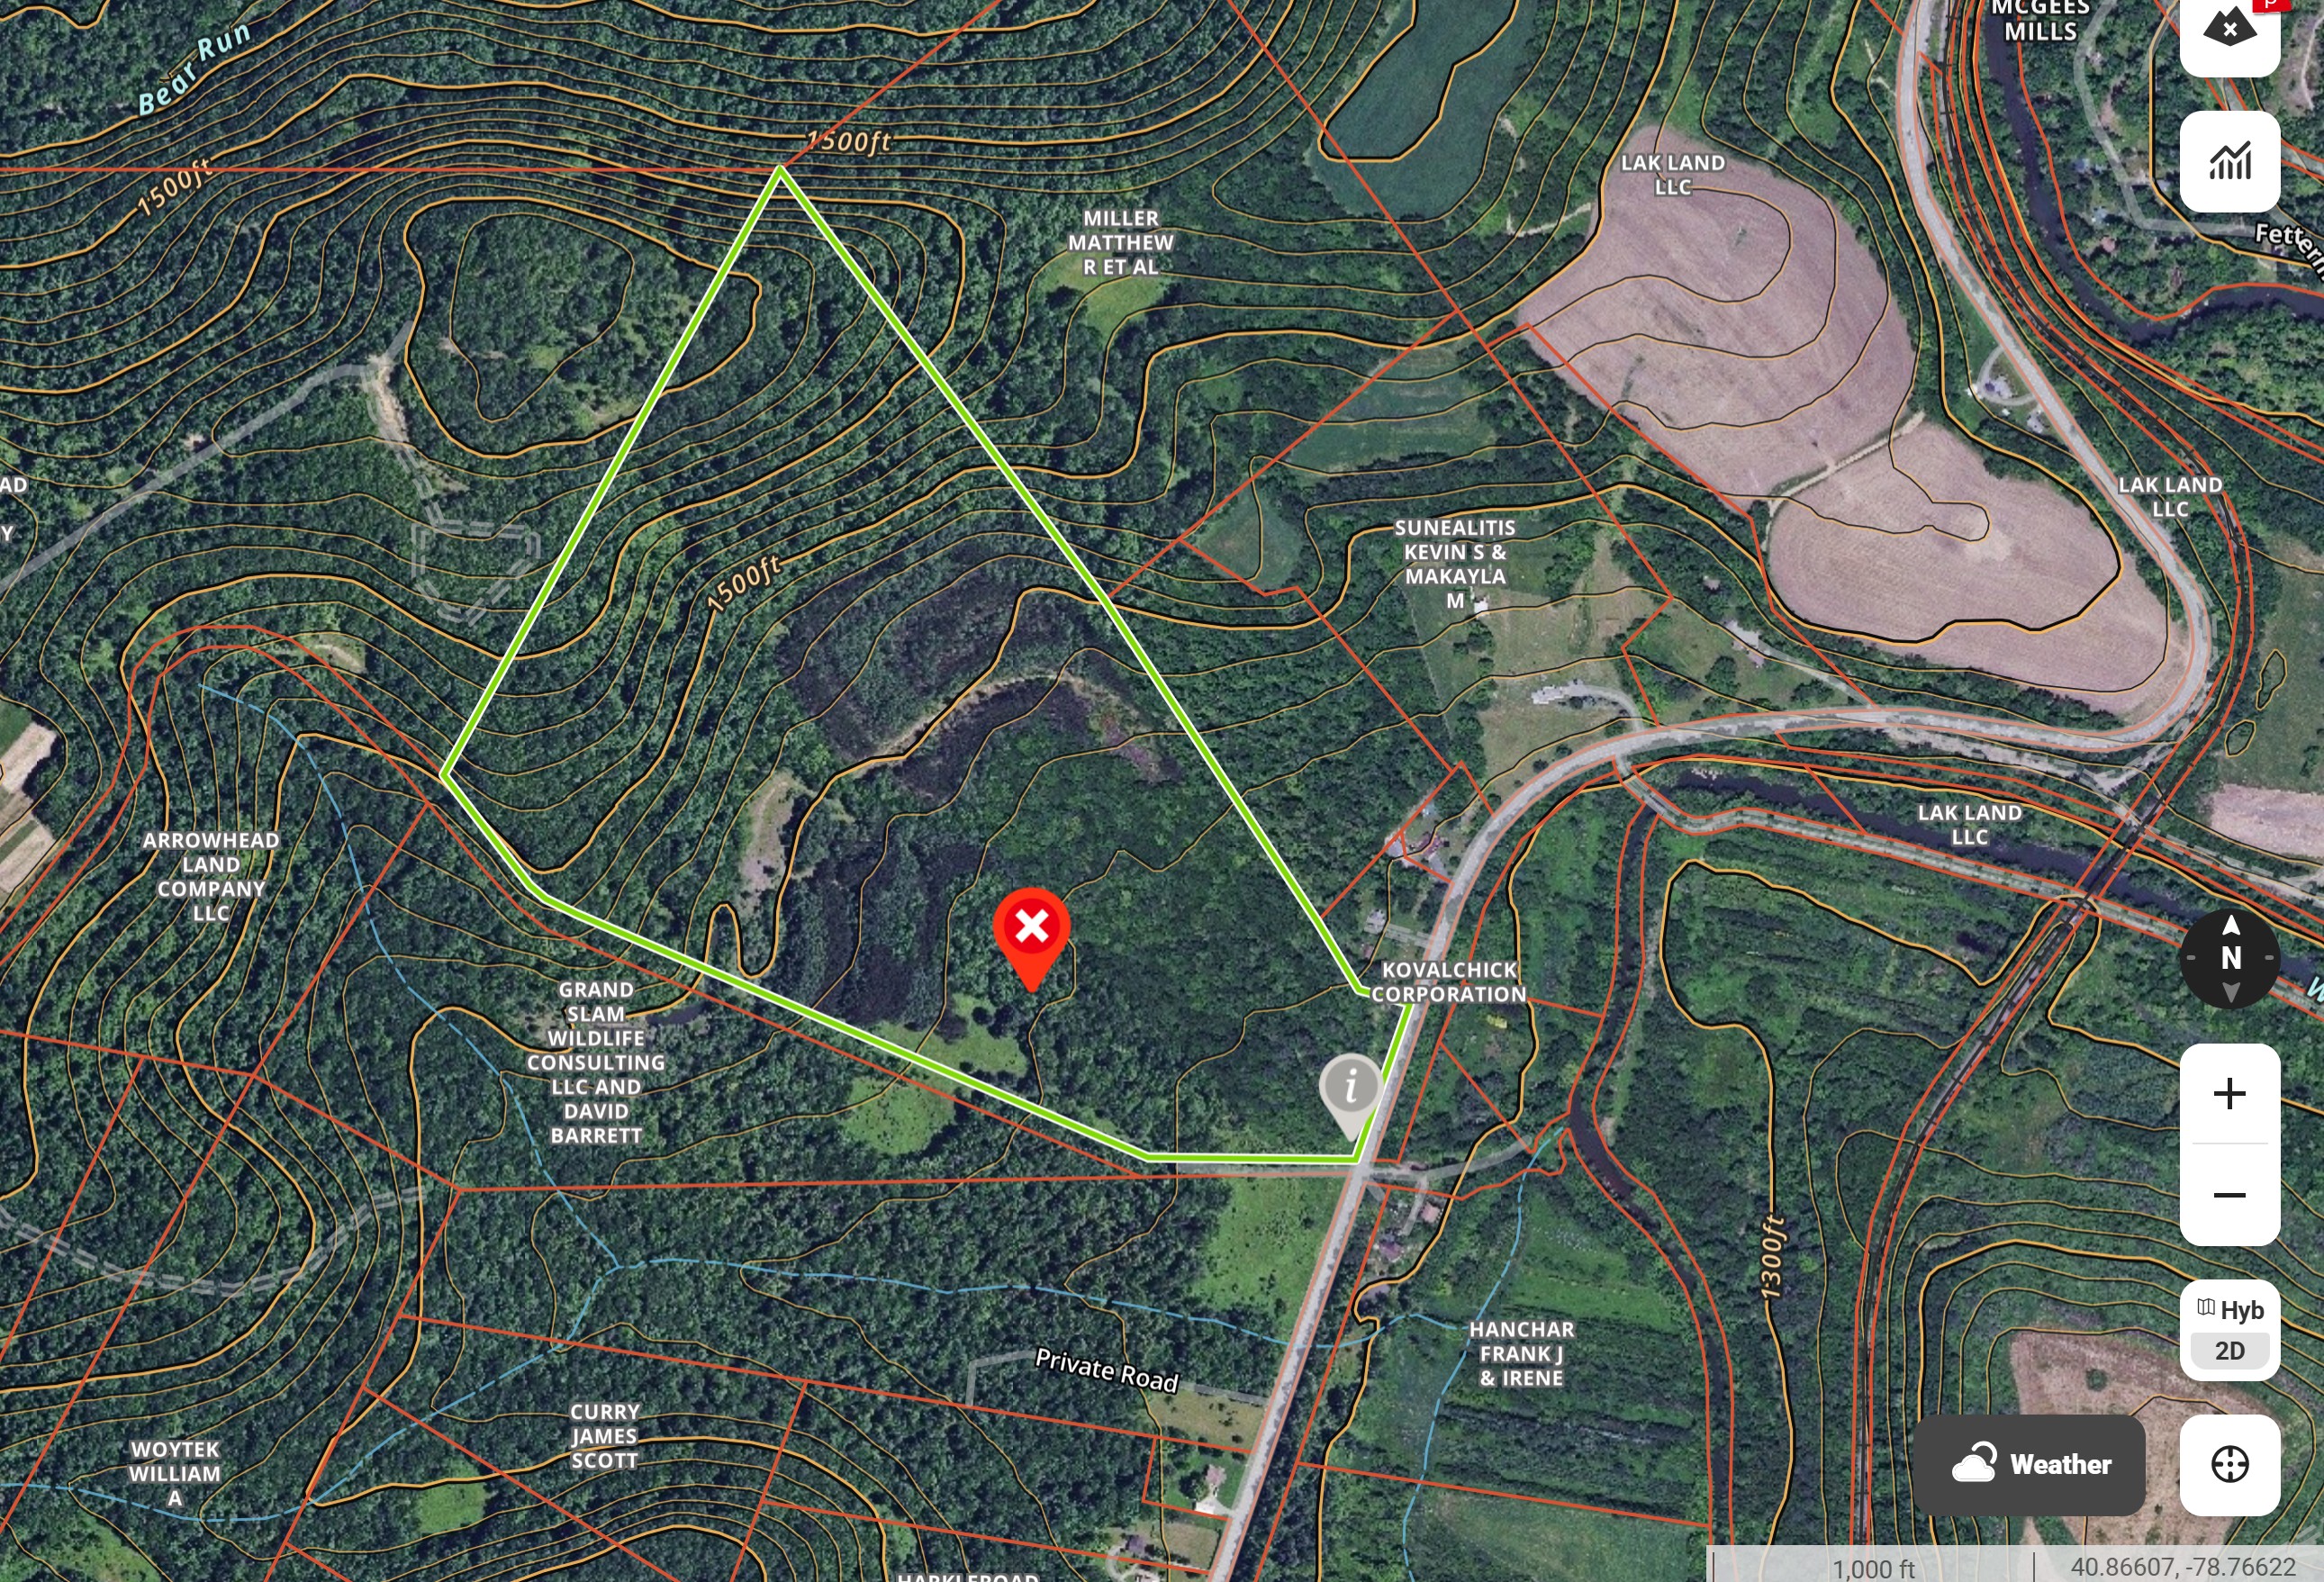 Bear Run
1500ft
1500ft
MCGEES
MILLS
P
LAK LAND
LLC
MILLER
MATTHEW
R ET AL
AD
Y
1500ft
SUNEALITIS
KEVIN S &
MAKAYLA
M
LAK LAND
LLC
ARROWHEAD
LAND
COMPANY
LLC
LAK LAND
LLC
KOVALCHICK
CORPORATION
i
N
GRAND
SLAM
WILDLIFE
CONSULTING
LLC AND
DAVID
BARRETT
1300ft
Hyb
2D
HANCHAR
FRANK J
& IRENE
Private Road
CURRY
JAMES
SCOTT
WOYTEK
WILLIAM
A
Weather
1,000 ft
40.86607, -78.76622